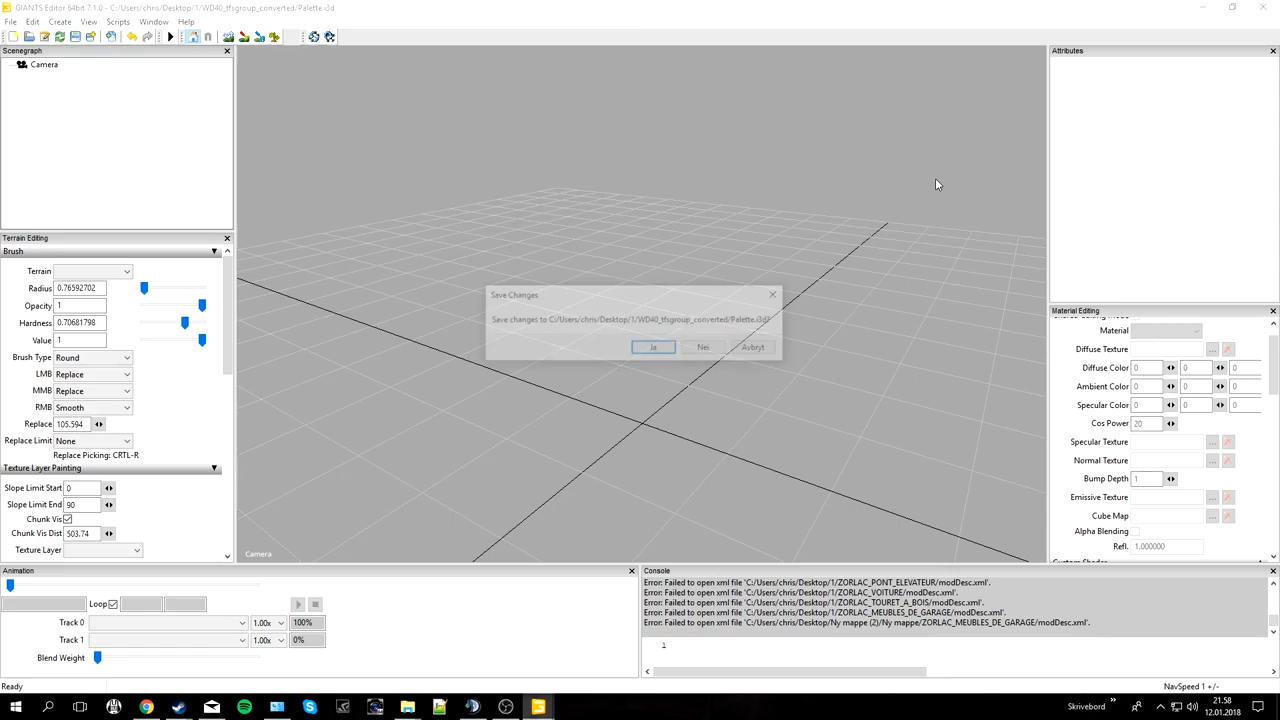 GIANTS Editor 64bit 7.1.0 - C:/Users/chris/Desktop/1/WD40_tfsgroup_converted/Palette.i3d
File Edit Create View Scripts Window Help
Scenegraph
Camera
Attributes
Terrain Editing
Brush
Terrain
Radius 0.76592702
Opacity 1
Hardness 0.70681798
Value 1
Brush Type Round
LMB Replace
MMB Replace
RMB Smooth
Replace 105.594
Replace Limit None
Replace Picking: CRTL-R
Texture Layer Painting
Slope Limit Start 0
Slope Limit End 90
Chunk Vis
Chunk Vis Dist 503.74
Texture Layer
Camera
Save Changes
Save changes to C:/Users/chris/Desktop/1/WD40_tfsgroup_converted/Palette.i3d?
Ja Nei Avbryt
Material Editing
Material
Diffuse Texture ...
Diffuse Color 0 0 0
Ambient Color 0 0 0
Specular Color 0 0 0
Cos Power 20
Specular Texture ...
Normal Texture ...
Bump Depth 1
Emissive Texture ...
Cube Map ...
Alpha Blending
Refl. 1.000000
Animation
Loop
Track 0 1.00x 100%
Track 1 1.00x 0%
Blend Weight
Console
Error: Failed to open xml file 'C:/Users/chris/Desktop/1/ZORLAC_PONT_ELEVATEUR/modDesc.xml'.
Error: Failed to open xml file 'C:/Users/chris/Desktop/1/ZORLAC_VOITURE/modDesc.xml'.
Error: Failed to open xml file 'C:/Users/chris/Desktop/1/ZORLAC_TOURET_A_BOIS/modDesc.xml'.
Error: Failed to open xml file 'C:/Users/chris/Desktop/1/ZORLAC_MEUBLES_DE_GARAGE/modDesc.xml'.
Error: Failed to open xml file 'C:/Users/chris/Desktop/Ny mappe (2)/Ny mappe/ZORLAC_MEUBLES_DE_GARAGE/modDesc.xml'.
1
Ready
NavSpeed 1 +/-
Skrivebord
21.58
12.01.2018